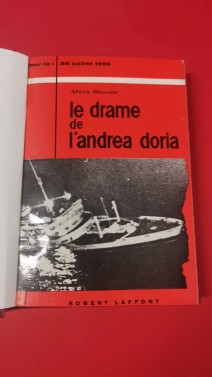 25 juillet 1956
Alvin Moscow
le drame
de
l'andrea doria
ROBERT LAFFONT